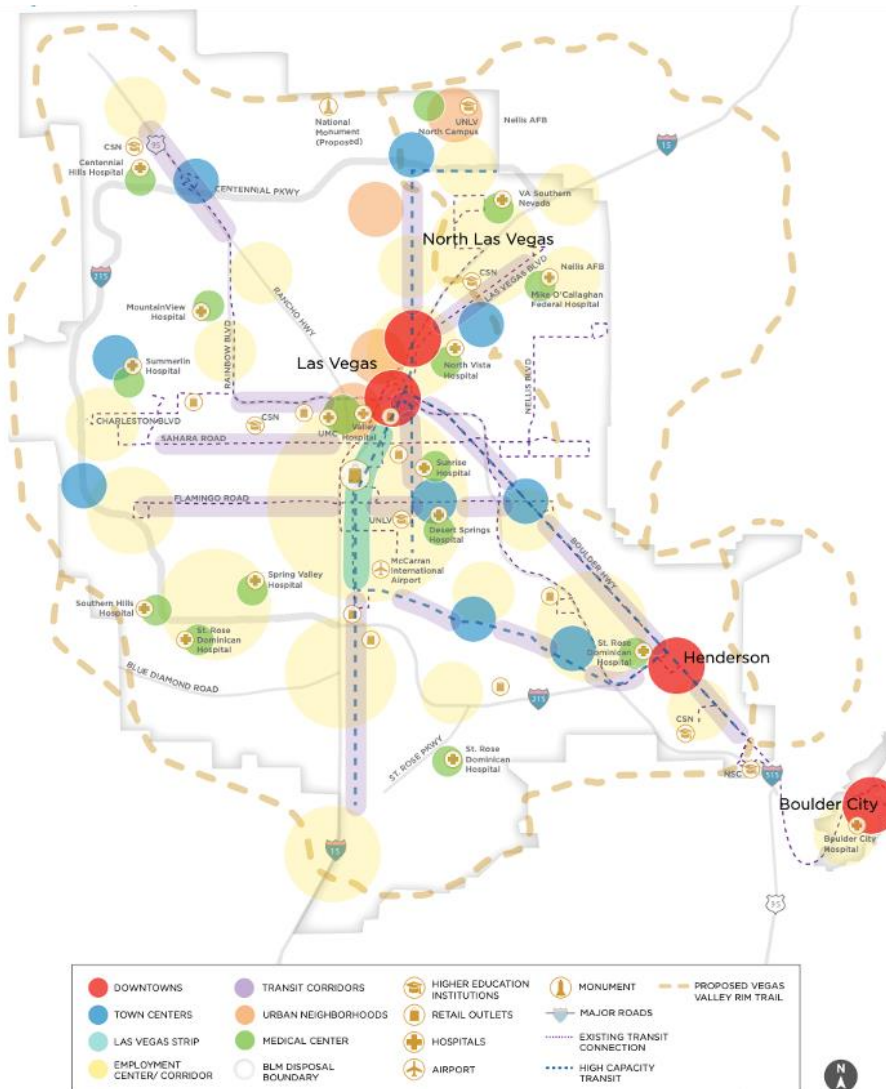 95
CSN
Centennial
Hills Hospital
CENTENNIAL PKWY
National
Monument
(Proposed)
UNLV
North Campus
Nellis AFB
15
VA Southern
Nevada
North Las Vegas
215
CSN
LAS VEGAS BLVD
Nellis AFB
Mike O'Callaghan
Federal Hospital
MountainView
Hospital
RANCHO HWY
RAINBOW BLVD
Las Vegas
North Vista
Hospital
NELLIS BLVD
Summerlin
Hospital
CHARLESTON BLVD
CSN
UMC
Valley
Hospital
SAHARA ROAD
Sunrise
Hospital
FLAMINGO ROAD
UNLV
Desert Springs
Hospital
BOULDER HWY
McCarran
International
Airport
Spring Valley
Hospital
Southern Hills
Hospital
St. Rose
Dominican
Hospital
St. Rose
Dominican
Hospital
Henderson
BLUE DIAMOND ROAD
215
CSN
ST. ROSE PKWY
St. Rose
Dominican
Hospital
NSC
515
Boulder City
Boulder City
Hospital
15
95
DOWNTOWNS
TOWN CENTERS
LAS VEGAS STRIP
EMPLOYMENT
CENTER/ CORRIDOR
TRANSIT CORRIDORS
URBAN NEIGHBORHOODS
MEDICAL CENTER
BLM DISPOSAL
BOUNDARY
HIGHER EDUCATION
INSTITUTIONS
RETAIL OUTLETS
HOSPITALS
AIRPORT
MONUMENT
MAJOR ROADS
EXISTING TRANSIT
CONNECTION
HIGH CAPACITY
TRANSIT
PROPOSED VEGAS
VALLEY RIM TRAIL
N